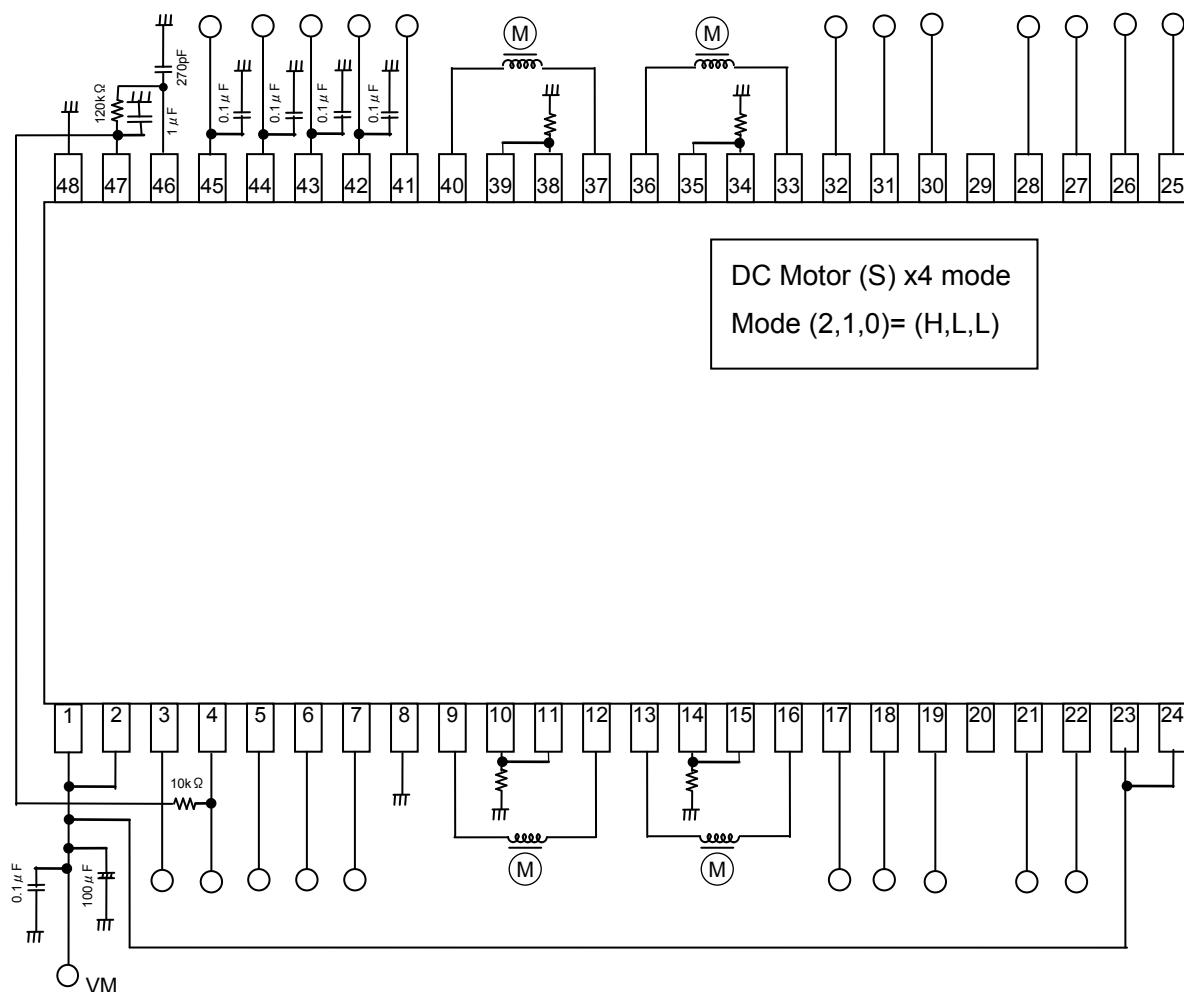 270pF
120kΩ
1μF
0.1μF
0.1μF
0.1μF
0.1μF
M
M
48 47 46 45 44 43 42 41 40 39 38 37 36 35 34 33 32 31 30 29 28 27 26 25
DC Motor (S) x4 mode
Mode (2,1,0)= (H,L,L)
1 2 3 4 5 6 7 8 9 10 11 12 13 14 15 16 17 18 19 20 21 22 23 24
10kΩ
M
M
0.1μF
100μF
VM